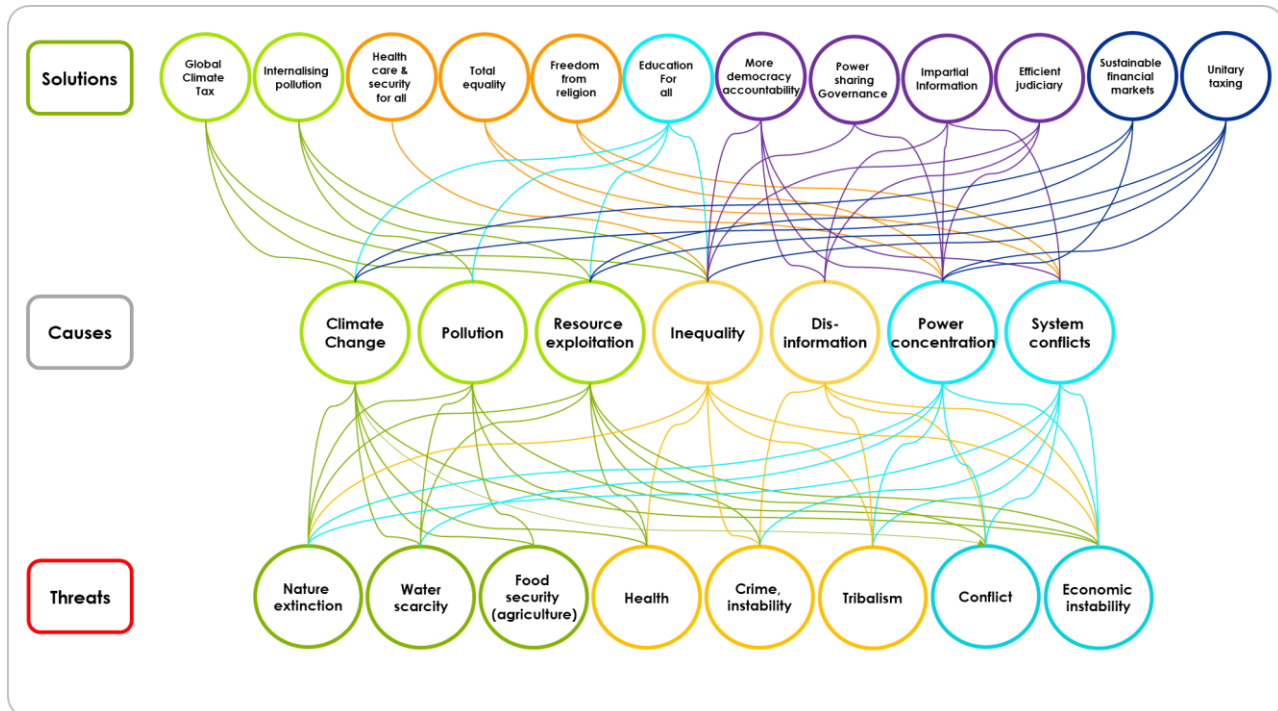 Solutions
Global
Climate
Tax
Internalising
pollution
Health
care &
security
for all
Total
equality
Freedom
from
religion
Education
For
all
More
democracy
accountability
Power
sharing
Governance
Impartial
Information
Efficient
judiciary
Sustainable
financial
markets
Unitary
taxing
Causes
Climate
Change
Pollution
Resource
exploitation
Inequality
Dis-
information
Power
concentration
System
conflicts
Threats
Nature
extinction
Water
scarcity
Food
security
(agriculture)
Health
Crime,
instability
Tribalism
Conflict
Economic
instability